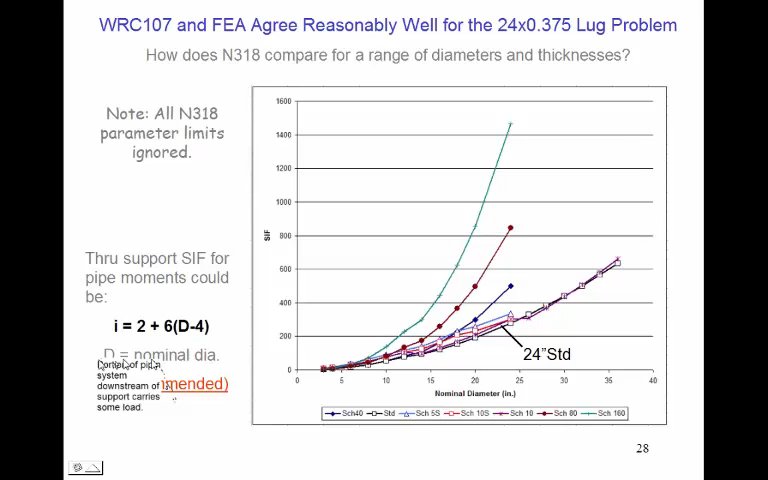 WRC107 and FEA Agree Reasonably Well for the 24x0.375 Lug Problem
How does N318 compare for a range of diameters and thicknesses?
Note: All N318
parameter limits
ignored.
Thru support SIF for
pipe moments could
be:
i = 2 + 6(D-4)
D = nominal dia.
mmended)
system
downstream of
support carries
some load.
1600
1400
1200
1000
800
600
400
200
0
SIF
0 5 10 15 20 25 30 35 40
Nominal Diameter (in.)
24"Std
Sch40 Std Sch 5S Sch 10S Sch 10 Sch 80 Sch 160
28